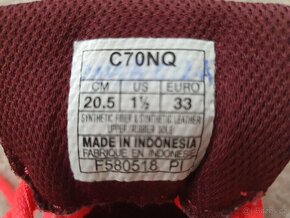 C70NQ
CM US EURO
20.5 1½ 33
SYNTHETIC FIBER & SYNTHETIC LEATHER
UPPER/RUBBER SOLE
MADE IN INDONESIA
FABRIQUE EN INDONESIE
F580518 PI